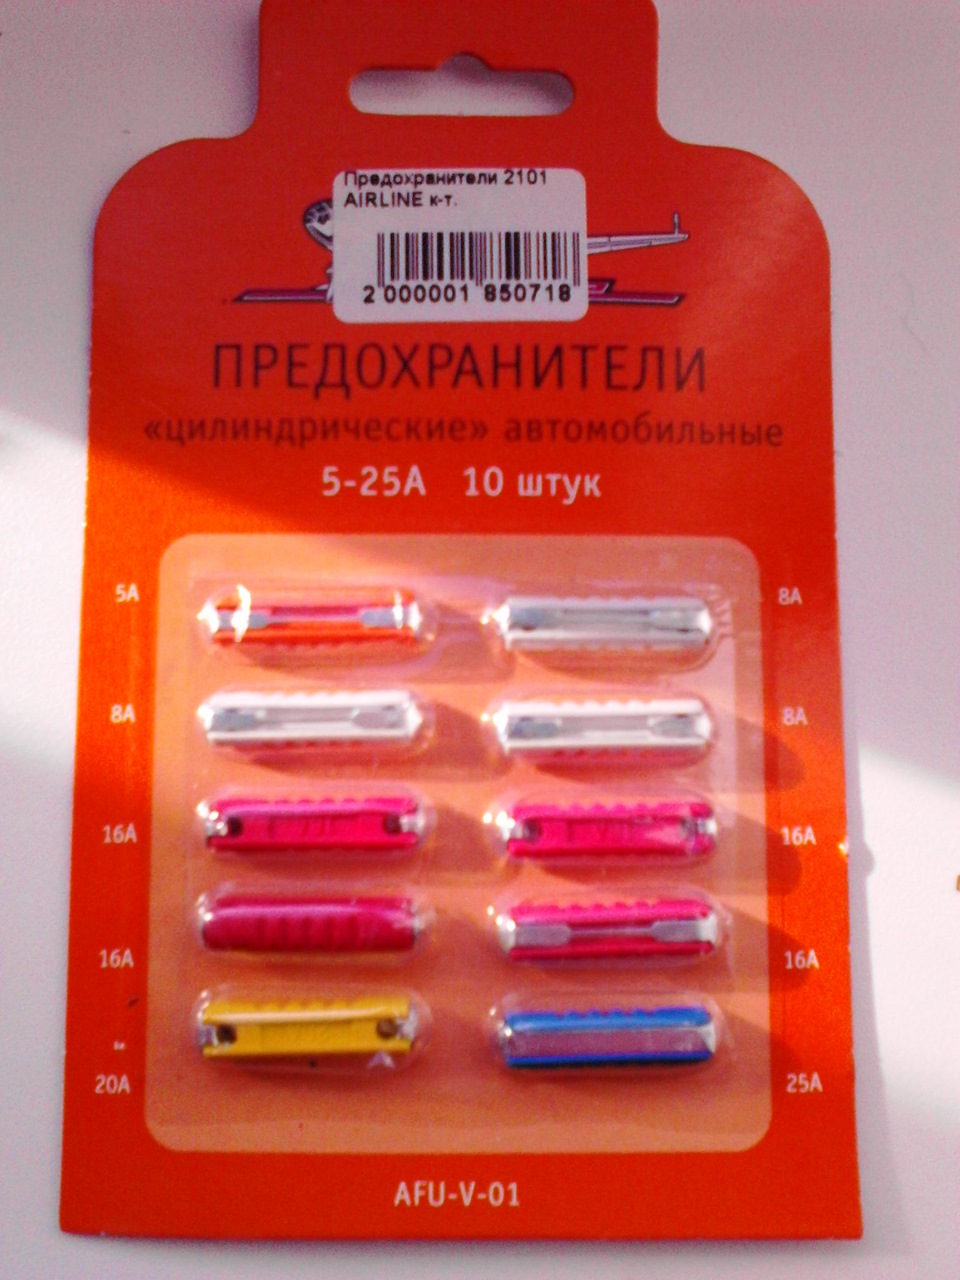 Предохранители 2101
AIRLINE к-т.
2 000001 850718
ПРЕДОХРАНИТЕЛИ
«цилиндрические» автомобильные
5-25А 10 штук
5А 8А
8А 8А
16А 16А
16А 16А
20А 25А
AFU-V-01